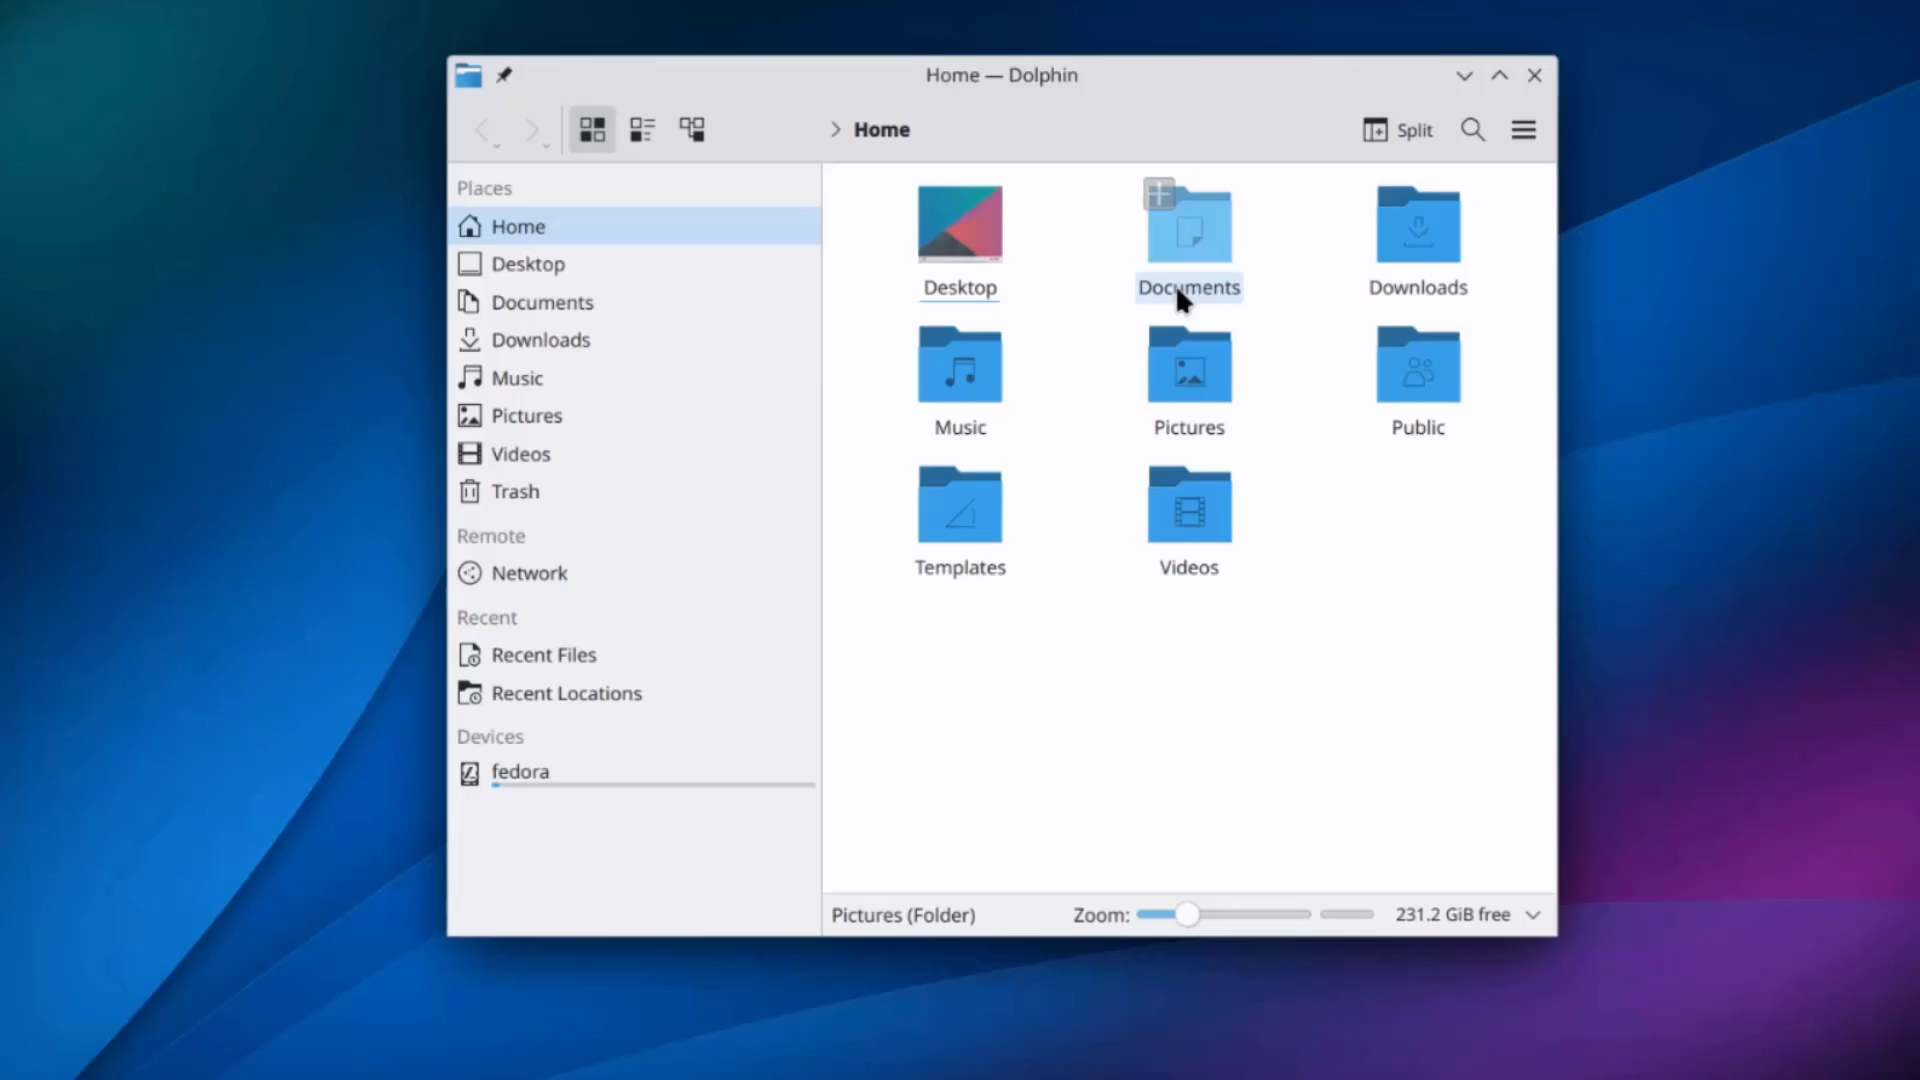 Home — Dolphin
Home
Split
Places
Home
Desktop
Documents
Downloads
Music
Pictures
Videos
Trash
Remote
Network
Recent
Recent Files
Recent Locations
Devices
fedora
Desktop
Documents
Downloads
Music
Pictures
Public
Templates
Videos
Pictures (Folder)
Zoom:
231.2 GiB free